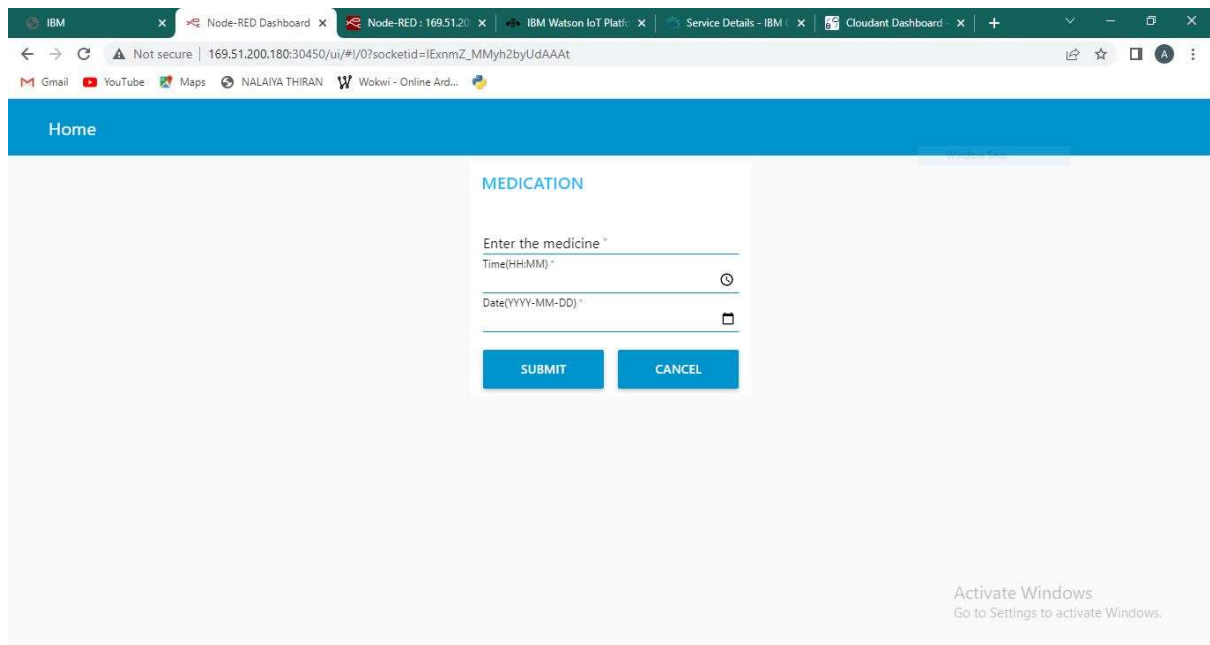 IBM
Node-RED Dashboard
Node-RED : 169.51.20
IBM Watson IoT Platfo
Service Details - IBM
Cloudant Dashboard -
Not secure | 169.51.200.180:30450/ui/#!/0?socketid=IExnmZ_MMyh2byUdAAAt
A
Gmail YouTube Maps NALAIYA THIRAN Wokwi - Online Ard...
Home
Window Snip
MEDICATION
Enter the medicine *
Time(HH:MM) *
Date(YYYY-MM-DD) *
SUBMIT CANCEL
Activate Windows
Go to Settings to activate Windows.